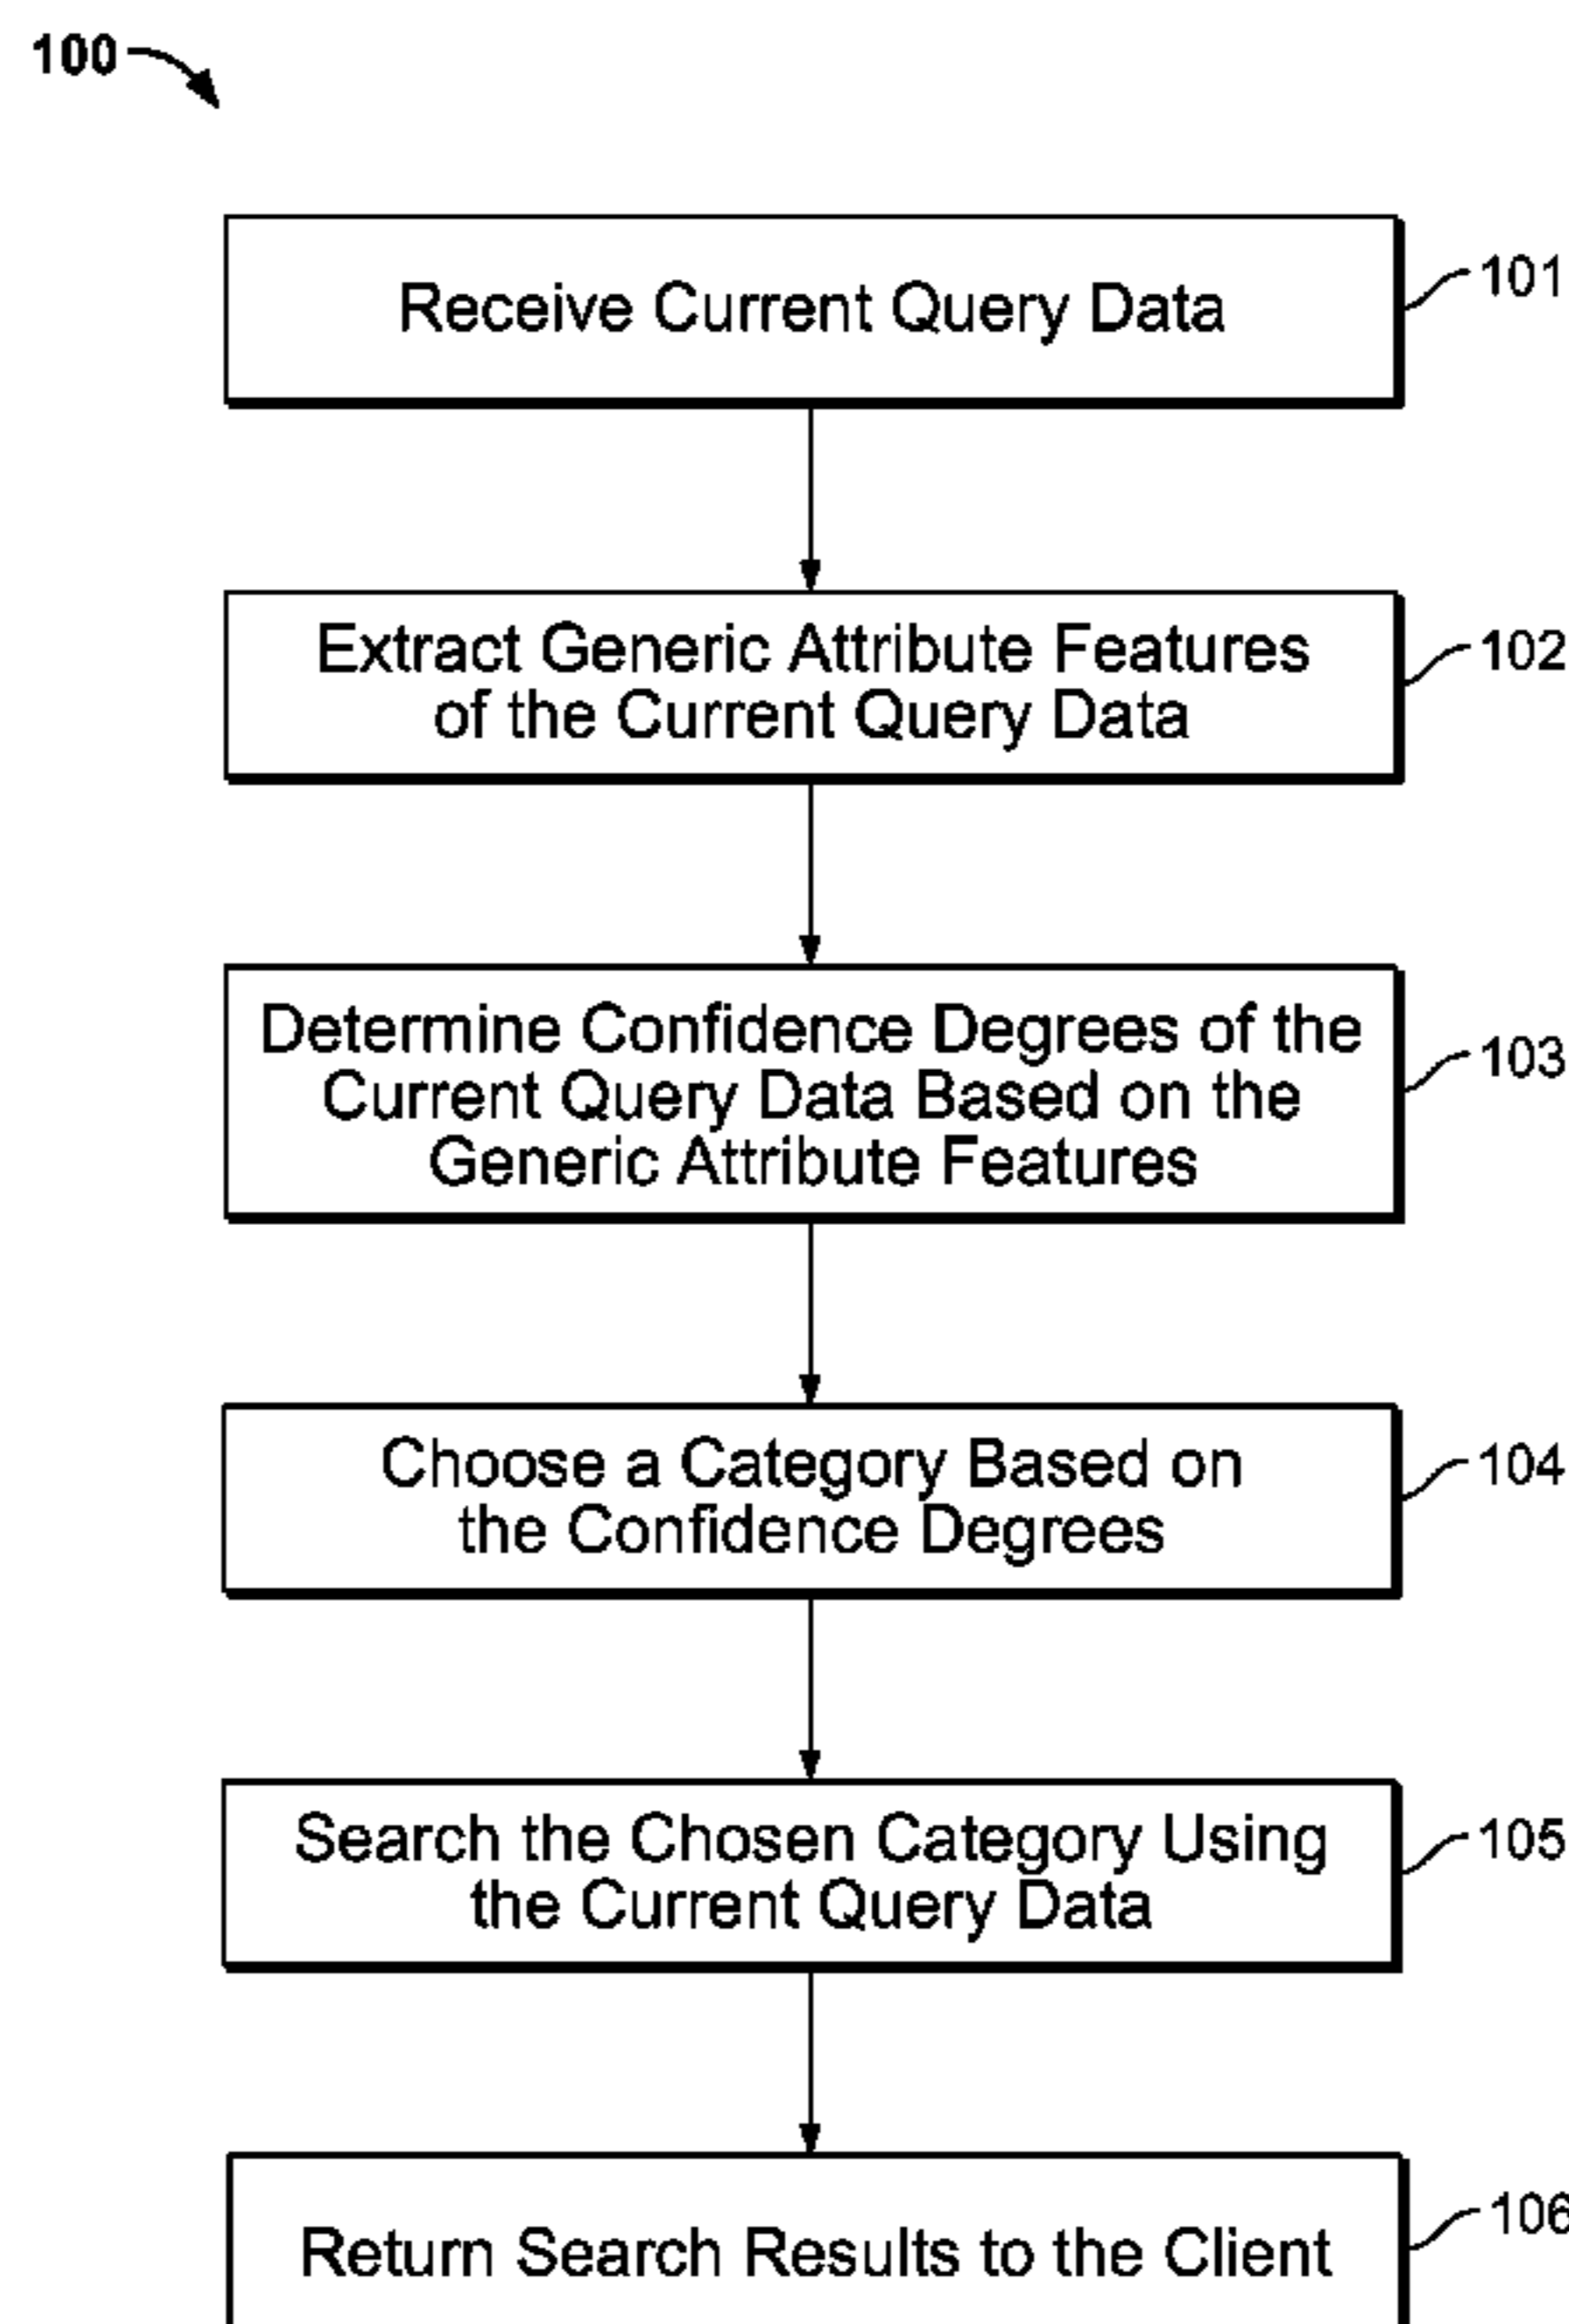 100
Receive Current Query Data
101
Extract Generic Attribute Features
of the Current Query Data
102
Determine Confidence Degrees of the
Current Query Data Based on the
Generic Attribute Features
103
Choose a Category Based on
the Confidence Degrees
104
Search the Chosen Category Using
the Current Query Data
105
Return Search Results to the Client
106